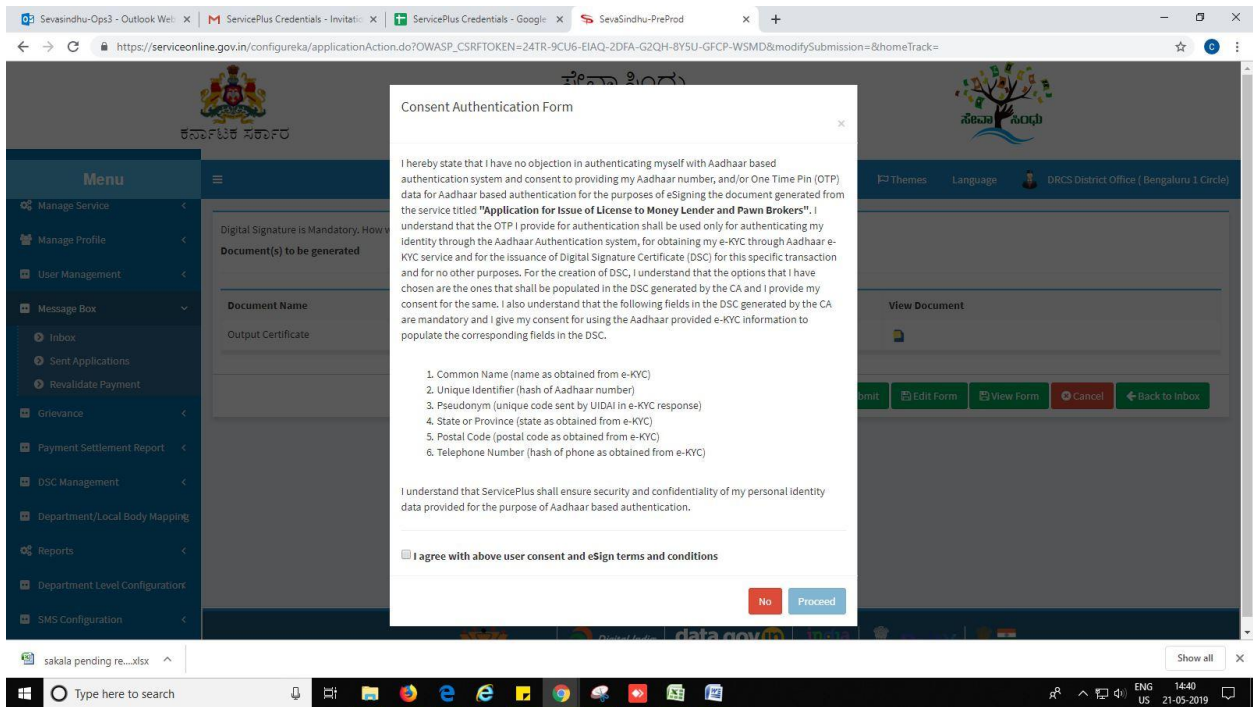 Sevasindhu-Ops3 - Outlook Web
ServicePlus Credentials - Invitatio
ServicePlus Credentials - Google
SevaSindhu-PreProd
https://serviceonline.gov.in/configureka/applicationAction.do?OWASP_CSRFTOKEN=24TR-9CU6-EIAQ-2DFA-G2QH-8Y5U-GFCP-WSMD&modifySubmission=&homeTrack=
C
ಸೇವಾ ಸಿಂಧು
ಕರ್ನಾಟಕ ಸರ್ಕಾರ
ಸೇವಾ ಸಿಂಧು
Menu
Themes Language DRCS District Office ( Bengaluru 1 Circle)
Manage Service
Manage Profile
User Management
Message Box
Inbox
Sent Applications
Revalidate Payment
Grievance
Payment Settlement Report
DSC Management
Department/Local Body Mapping
Reports
Department Level Configuration
SMS Configuration
Digital Signature is Mandatory. How
Document(s) to be generated
Document Name
View Document
Output Certificate
Edit Form View Form Cancel Back to Inbox
Consent Authentication Form
I hereby state that I have no objection in authenticating myself with Aadhaar based
authentication system and consent to providing my Aadhaar number, and/or One Time Pin (OTP)
data for Aadhaar based authentication for the purposes of eSigning the document generated from
the service titled "Application for Issue of License to Money Lender and Pawn Brokers". I
understand that the OTP I provide for authentication shall be used only for authenticating my
identity through the Aadhaar Authentication system, for obtaining my e-KYC through Aadhaar e-
KYC service and for the issuance of Digital Signature Certificate (DSC) for this specific transaction
and for no other purposes. For the creation of DSC, I understand that the options that I have
chosen are the ones that shall be populated in the DSC generated by the CA and I provide my
consent for the same. I also understand that the following fields in the DSC generated by the CA
are mandatory and I give my consent for using the Aadhaar provided e-KYC information to
populate the corresponding fields in the DSC.
1. Common Name (name as obtained from e-KYC)
2. Unique Identifier (hash of Aadhaar number)
3. Pseudonym (unique code sent by UIDAI in e-KYC response)
4. State or Province (state as obtained from e-KYC)
5. Postal Code (postal code as obtained from e-KYC)
6. Telephone Number (hash of phone as obtained from e-KYC)
I understand that ServicePlus shall ensure security and confidentiality of my personal identity
data provided for the purpose of Aadhaar based authentication.
I agree with above user consent and eSign terms and conditions
No Proceed
Digital India data.gov
sakala pending re....xlsx
Show all
Type here to search
ENG 14:40
US 21-05-2019